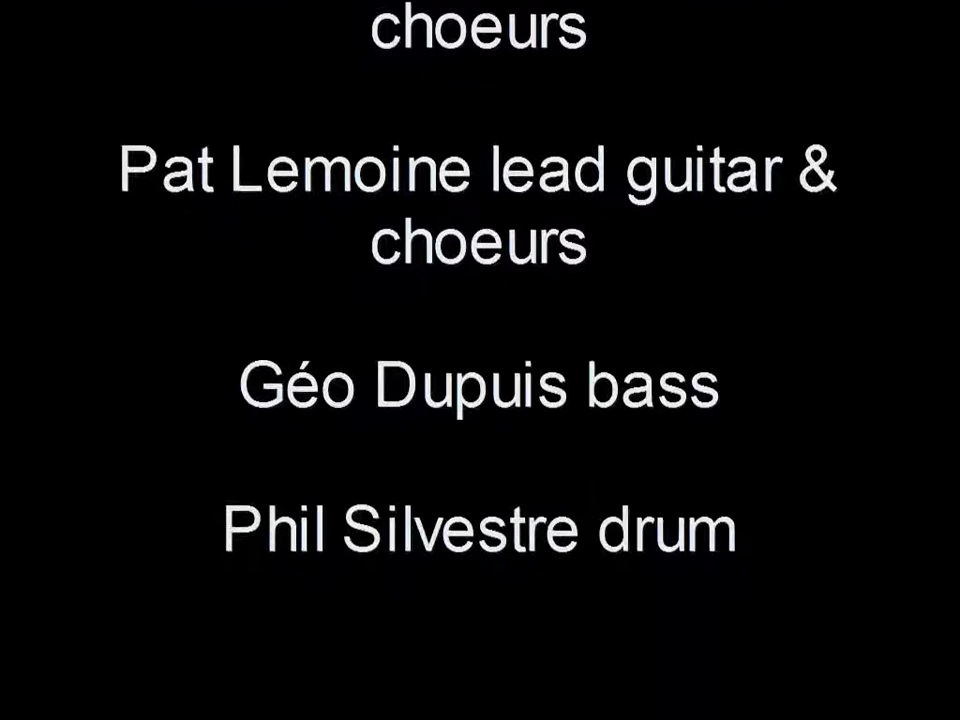 choeurs
Pat Lemoine lead guitar &
choeurs
Géo Dupuis bass
Phil Silvestre drum